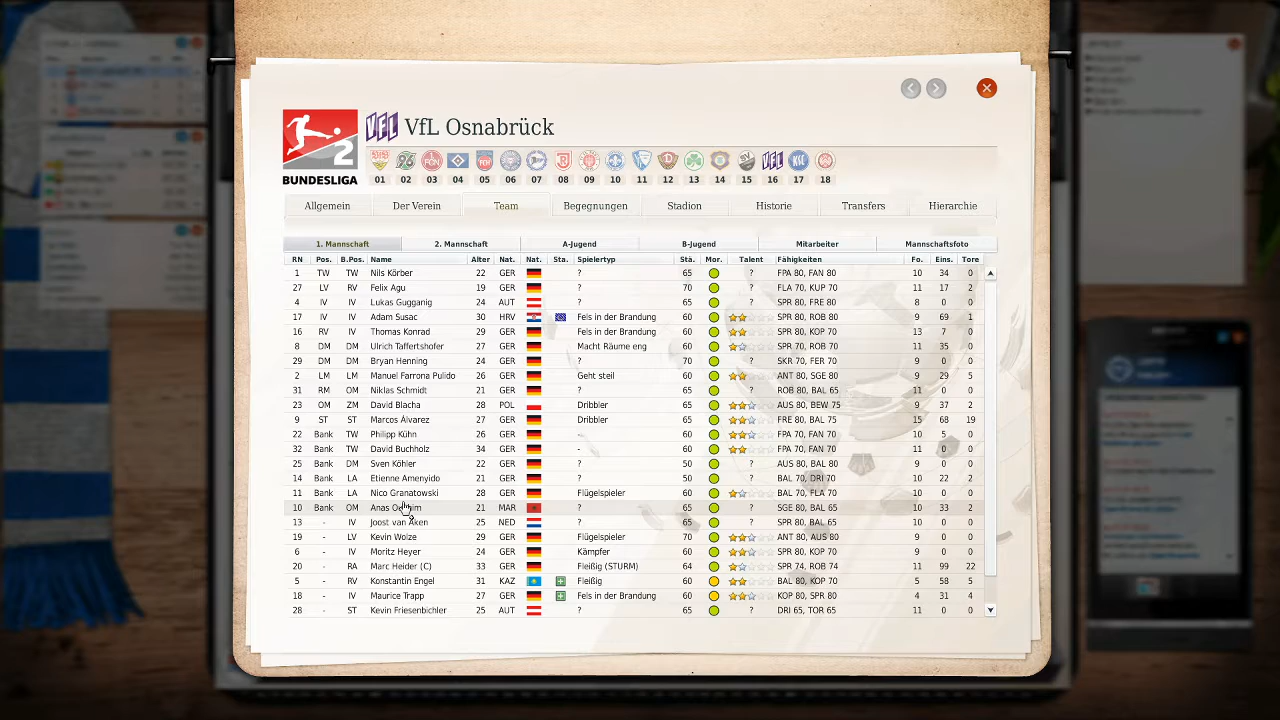 VfL Osnabrück
2
BUNDESLIGA
01 02 03 04 05 06 07 08 09 10 11 12 13 14 15 16 17 18
Allgemein Der Verein Team Begegnungen Stadion Historie Transfers Hierarchie
1. Mannschaft 2. Mannschaft A-Jugend B-Jugend Mitarbeiter Mannschaftsfoto
RN Pos. B.Pos. Name Alter Nat. Nat. Sta. Spielertyp Stä. Mor. Talent Fähigkeiten Fo. Eins. Tore
1 TW TW Nils Körber 22 GER ? 65 ? FPA 80, FAN 80 10 34 0
27 LV RV Felix Agu 19 GER ? 70 ? FLA 70, KUP 70 11 17 2
4 IV IV Lukas Gugganig 24 AUT ? 65 ? SPR 80, FRE 80 8 0 0
17 IV IV Adam Susac 30 HRV Fels in der Brandung 60 SPR 80, ROB 80 9 69 1
16 RV IV Thomas Konrad 29 GER Fels in der Brandung 60 SPR 80, KOP 70 13 7 0
8 DM DM Ulrich Taffertshofer 27 GER Macht Räume eng 60 SPR 70, ROB 70 11 35 0
29 DM DM Bryan Henning 24 GER ? 70 ? SKR 70, FER 70 9 0 0
2 LM LM Manuel Farrona Pulido 26 GER Geht steil 60 ANT 80, SGE 80 9 29 5
31 RM OM Niklas Schmidt 21 GER ? 65 ? ROB 80, BAL 65 11 0 0
23 OM ZM David Blacha 28 POL Dribbler 65 AUS 80, BEW 75 9 37 2
9 ST ST Marcos Álvarez 27 GER Dribbler 65 FRE 80, BAL 75 15 68 19
22 Bank TW Philipp Kühn 26 GER - 60 FPA 70, FAN 70 10 5 0
32 Bank TW David Buchholz 34 GER - 60 FPA 70, FAN 70 11 0 0
25 Bank DM Sven Köhler 22 GER ? 50 ? AUS 80, BAL 80 9 0 0
14 Bank LA Etienne Amenyido 21 GER ? 50 ? BAL 70, DRI 70 10 22 2
11 Bank LA Nico Granatowski 28 GER Flügelspieler 60 BAL 70, FLA 70 10 0 0
10 Bank OM Anas 21 MAR ? 65 ? SGE 80, BAL 65 10 33 2
13 - IV Joost van Aken 25 NED ? 65 ? SPR 80, BAL 65 10 0 0
19 - LV Kevin Wolze 29 GER Flügelspieler 70 ANT 80, AUS 80 9 0 0
6 - IV Moritz Heyer 24 GER Kämpfer 60 SPR 80, KOP 70 9 0 0
20 - RA Marc Heider (C) 33 GER Fleißig (STURM) 64 SPR 74, ROB 74 11 99 22
5 - RV Konstantin Engel 31 KAZ Fleißig 60 BAL 80, KOP 70 5 58 5
18 - IV Maurice Trapp 28 GER Fels in der Brandung 60 KOP 80, SPR 70 4 31 4
28 - ST Kevin Friesenbichler 25 AUT ? 65 ? DRI 65, TOR 65 11 0 0